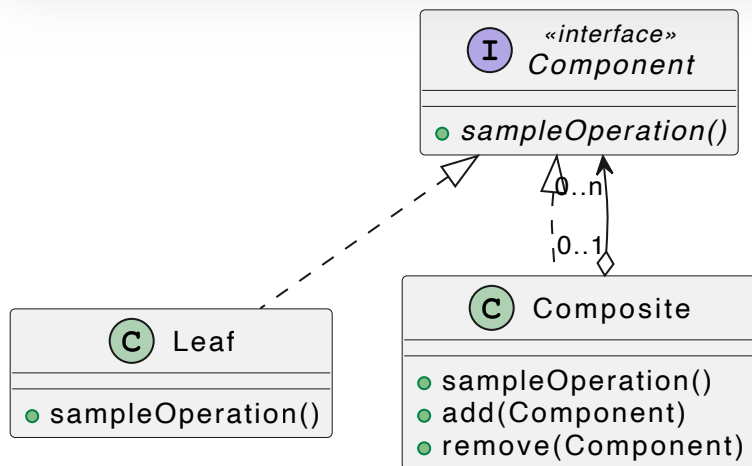 I
«interface»
Component
sampleOperation()
0..n
0..1
C Leaf
sampleOperation()
C Composite
sampleOperation()
add(Component)
remove(Component)